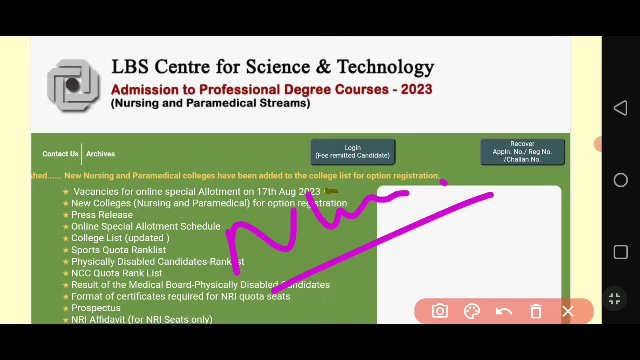 LBS Centre for Science & Technology
Admission to Professional Degree Courses - 2023
(Nursing and Paramedical Streams)
Contact Us
Archives
Login
(Fee remitted Candidate)
Recover
Appln. No./ Reg No.
/Challan No.
shed..... New Nursing and Paramedical colleges have been added to the college list for option registration.
Vacancies for online special Allotment on 17th Aug 2023
New Colleges (Nursing and Paramedical) for option registration
Press Release
Online Special Allotment Schedule
College List (updated )
Sports Quota Ranklist
Physically Disabled Candidates Ranklist
NCC Quota Rank List
Result of the Medical Board-Physically Disabled Candidates
Format of certificates required for NRI quota seats
Prospectus
NRI Affidavit (for NRI Seats only)